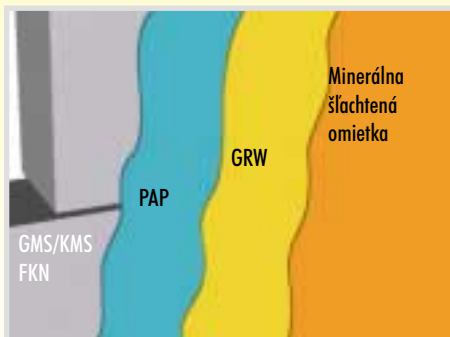 Minerálna
šľachtená
omietka
GRW
PAP
GMS/KMS
FKN